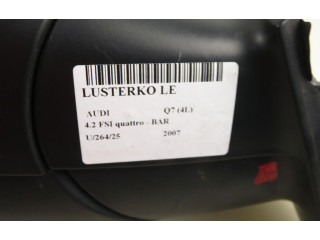 LUSTERKO LE
AUDI Q7 (4L)
4.2 FSI quattro - BAR
U/264/25 2007